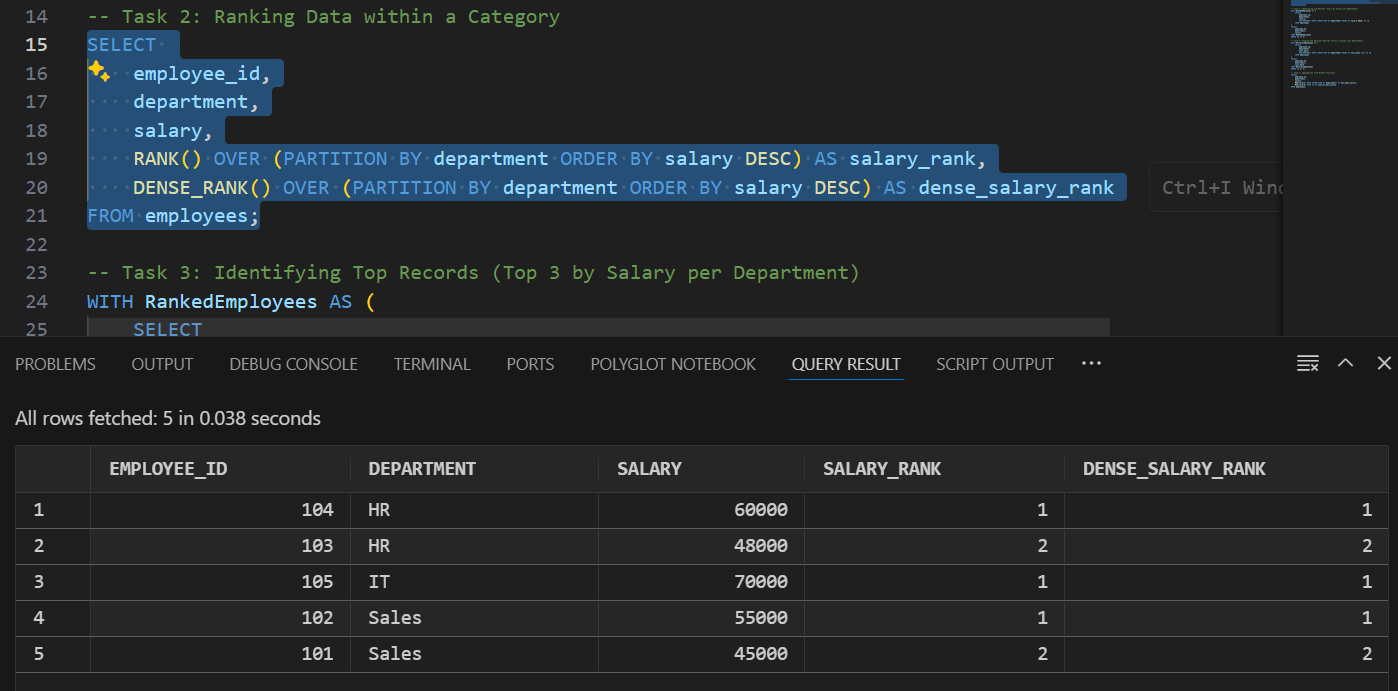 14 -- Task 2: Ranking Data within a Category
15 SELECT
16 employee_id,
17 department,
18 salary,
19 RANK() OVER (PARTITION BY department ORDER BY salary DESC) AS salary_rank,
20 DENSE_RANK() OVER (PARTITION BY department ORDER BY salary DESC) AS dense_salary_rank
Ctrl+I
21 FROM employees;
22
23 -- Task 3: Identifying Top Records (Top 3 by Salary per Department)
24 WITH RankedEmployees AS (
25 SELECT
PROBLEMS OUTPUT DEBUG CONSOLE TERMINAL PORTS POLYGLOT NOTEBOOK QUERY RESULT SCRIPT OUTPUT ...
All rows fetched: 5 in 0.038 seconds
EMPLOYEE_ID DEPARTMENT SALARY SALARY_RANK DENSE_SALARY_RANK
1 104 HR 60000 1 1
2 103 HR 48000 2 2
3 105 IT 70000 1 1
4 102 Sales 55000 1 1
5 101 Sales 45000 2 2